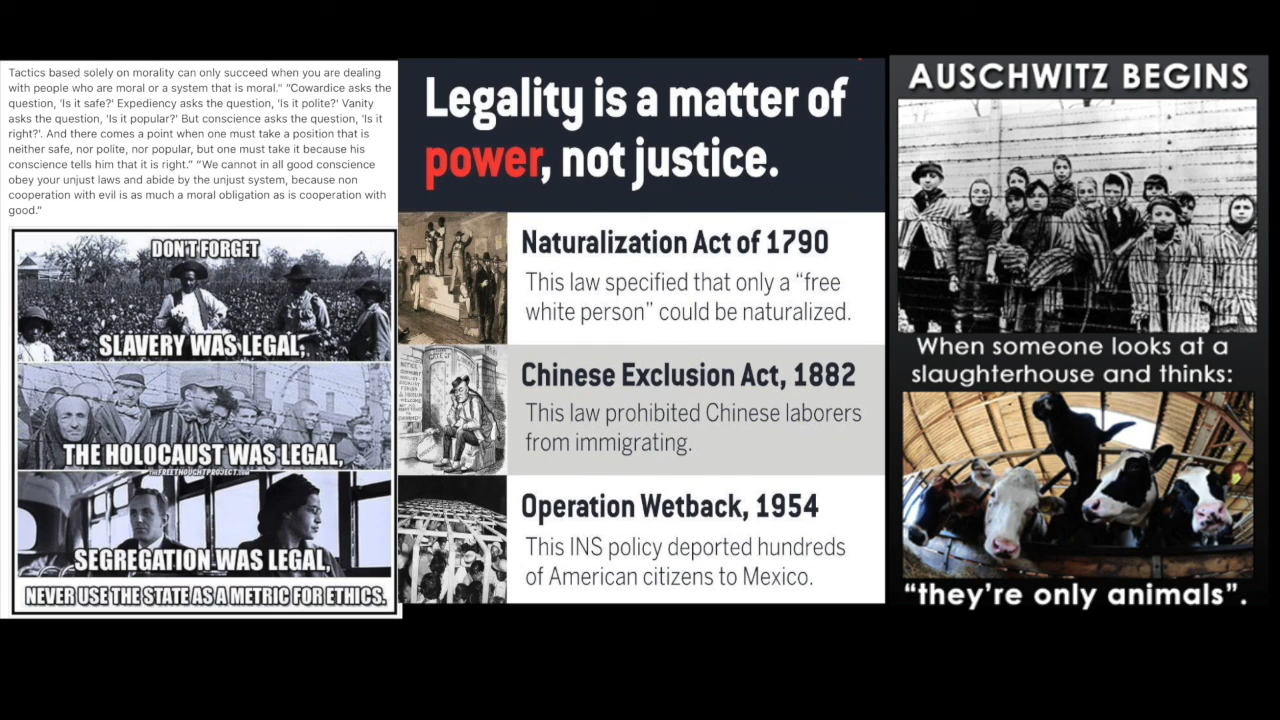 Tactics based solely on morality can only succeed when you are dealing
with people who are moral or a system that is moral." "Cowardice asks the
question, 'Is it safe?' Expediency asks the question, 'Is it polite?' Vanity
asks the question, 'Is it popular?' But conscience asks the question, 'Is it
right?'. And there comes a point when one must take a position that is
neither safe, nor polite, nor popular, but one must take it because his
conscience tells him that it is right.” “We cannot in all good conscience
obey your unjust laws and abide by the unjust system, because non
cooperation with evil is as much a moral obligation as is cooperation with
good.”
DON'T FORGET
SLAVERY WAS LEGAL,
THE HOLOCAUST WAS LEGAL,
THEFREETHOUGHTPROJECT.COM
SEGREGATION WAS LEGAL,
NEVER USE THE STATE AS A METRIC FOR ETHICS.
Legality is a matter of
power, not justice.
Naturalization Act of 1790
This law specified that only a “free
white person” could be naturalized.
Chinese Exclusion Act, 1882
This law prohibited Chinese laborers
from immigrating.
Operation Wetback, 1954
This INS policy deported hundreds
of American citizens to Mexico.
AUSCHWITZ BEGINS
When someone looks at a
slaughterhouse and thinks:
“they're only animals”.